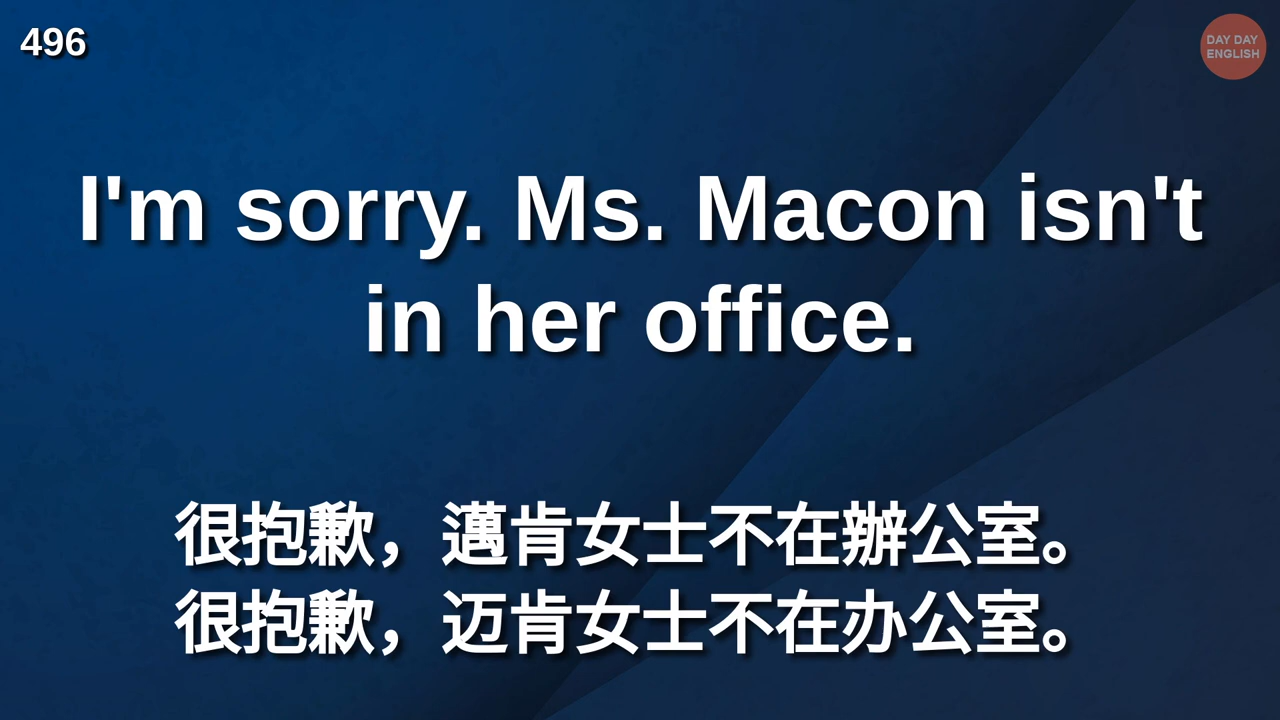 496
DAY DAY
ENGLISH
I'm sorry. Ms. Macon isn't
in her office.
很抱歉，邁肯女士不在辦公室。
很抱歉，迈肯女士不在办公室。